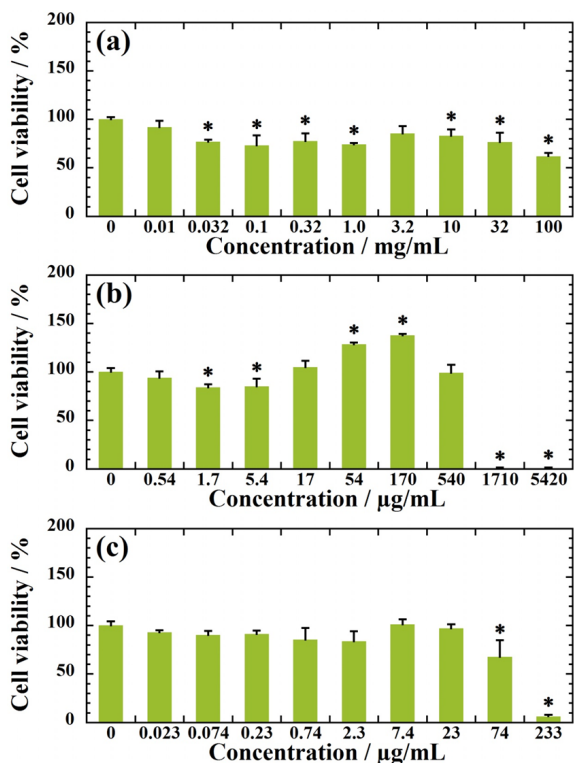 200
(a)
150
100
50
0
Cell viability / %
* * * * * * *
0 0.01 0.032 0.1 0.32 1.0 3.2 10 32 100
Concentration / mg/mL
200
(b)
150
100
50
0
Cell viability / %
* * * * * *
0 0.54 1.7 5.4 17 54 170 540 1710 5420
Concentration / μg/mL
200
(c)
150
100
50
0
Cell viability / %
* *
0 0.023 0.074 0.23 0.74 2.3 7.4 23 74 233
Concentration / μg/mL